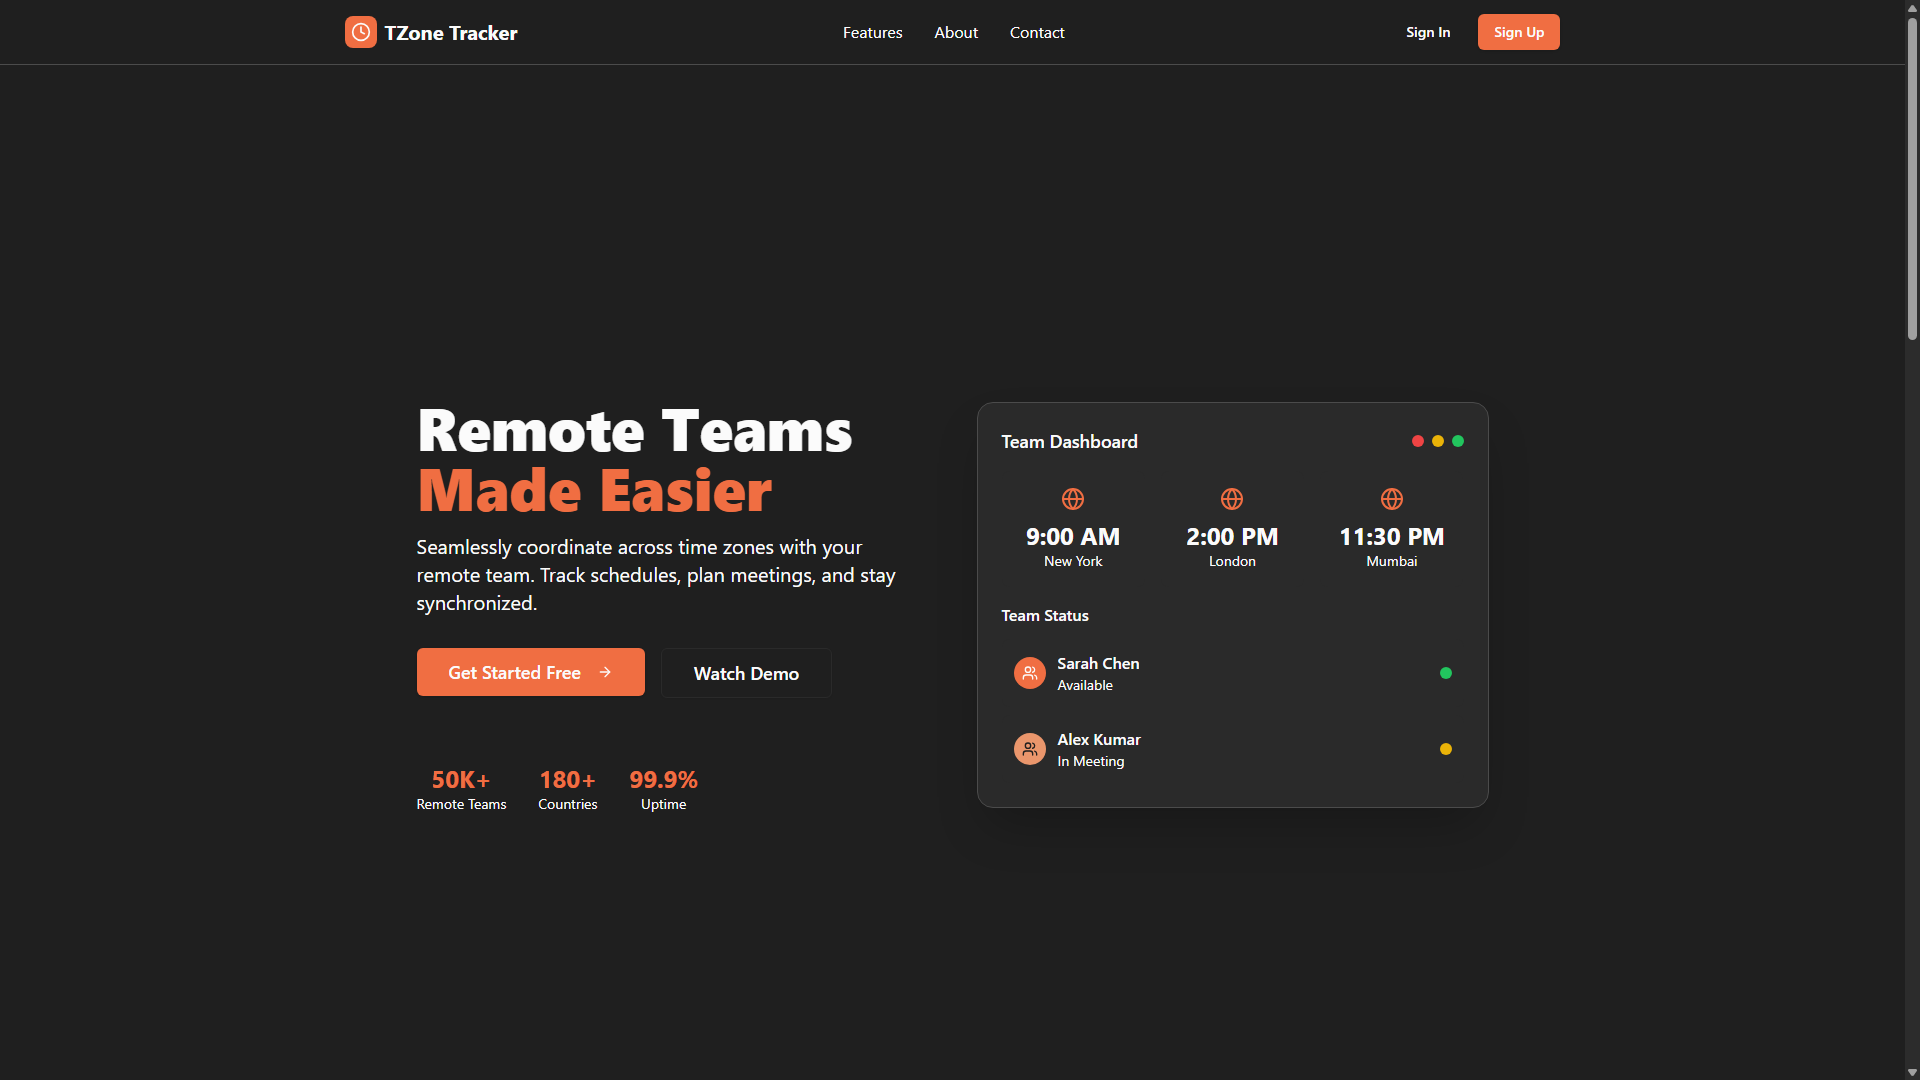 TZone Tracker
Features
About
Contact
Sign In
Sign Up
Remote Teams
Made Easier
Seamlessly coordinate across time zones with your
remote team. Track schedules, plan meetings, and stay
synchronized.
Get Started Free
Watch Demo
50K+
Remote Teams
180+
Countries
99.9%
Uptime
Team Dashboard
9:00 AM
New York
2:00 PM
London
11:30 PM
Mumbai
Team Status
Sarah Chen
Available
Alex Kumar
In Meeting